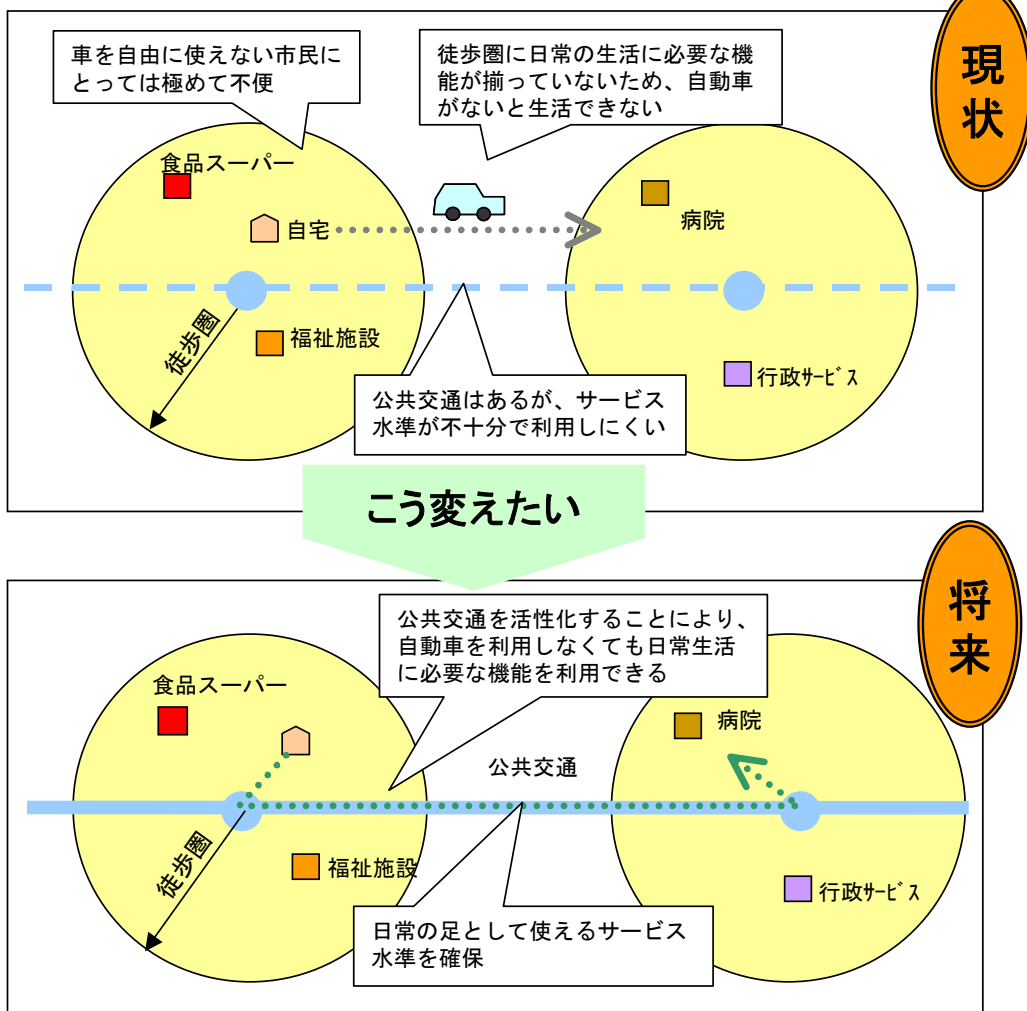 現状
車を自由に使えない市民に
とっては極めて不便
徒歩圏に日常の生活に必要な機
能が揃っていないため、自動車
がないと生活できない
食品スーパー
自宅
病院
徒歩圏
福祉施設
行政ｻｰﾋﾞｽ
公共交通はあるが、サービス
水準が不十分で利用しにくい
こう変えたい
将来
公共交通を活性化することにより、
自動車を利用しなくても日常生活
に必要な機能を利用できる
食品スーパー
病院
公共交通
徒歩圏
福祉施設
行政ｻｰﾋﾞｽ
日常の足として使えるサービス
水準を確保